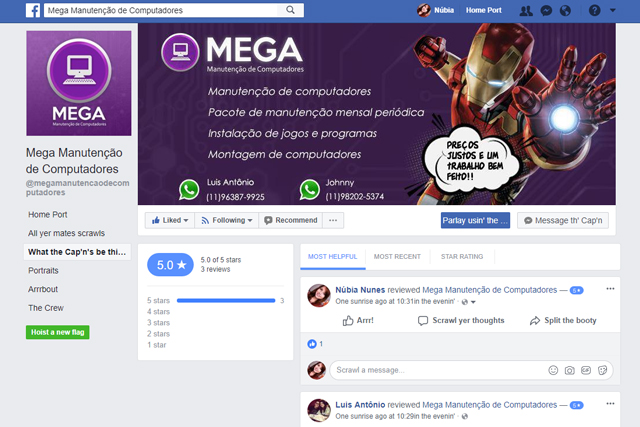 Mega Manutenção de Computadores
Núbia
Home Port
MEGA
Manutenção de Computadores
Manutenção de computadores
Pacote de manutenção mensal periódica
Instalação de jogos e programas
Montagem de computadores
Luis Antônio
(11)96387-9925
Johnny
(11)98202-5374
PREÇOS
JUSTOS E UM
TRABALHO BEM
FEITO!!
MEGA
Manutenção de Computadores
Mega Manutenção
de Computadores
@megamanutencaodecom
putadores
Home Port
All yer mates scrawls
What the Cap'n's be thi...
Portraits
Arrrbout
The Crew
Hoist a new flag
Liked
Following
Recommend
Parlay usin' the ...
Message th' Cap'n
5.0
5.0 of 5 stars
3 reviews
5 stars 3
4 stars
3 stars
2 stars
1 star
MOST HELPFUL
MOST RECENT
STAR RATING
Núbia Nunes reviewed Mega Manutenção de Computadores — 5
One sunrise ago at 10:31in the evenin' ·
Arrr!
Scrawl yer thoughts
Split the booty
1
Scrawl a message...
GIF
Luis Antônio reviewed Mega Manutenção de Computadores — 5
One sunrise ago at 10:29in the evenin' ·